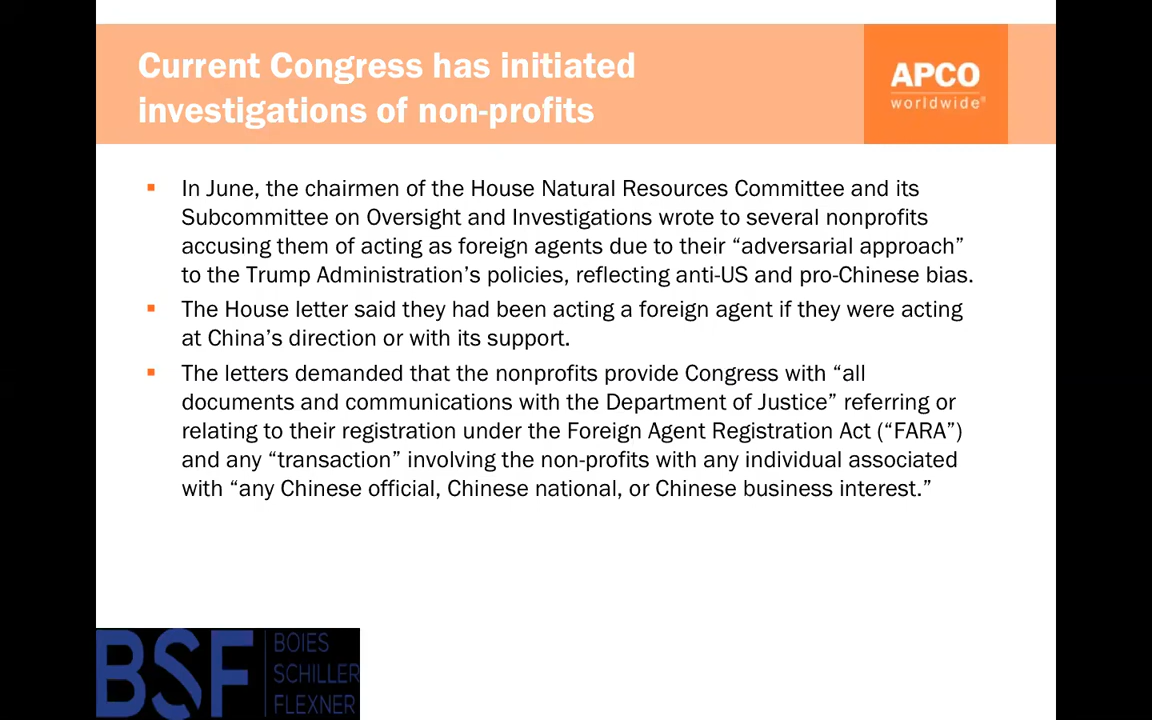 Current Congress has initiated
investigations of non-profits
APCO
worldwide®
▪ In June, the chairmen of the House Natural Resources Committee and its
Subcommittee on Oversight and Investigations wrote to several nonprofits
accusing them of acting as foreign agents due to their “adversarial approach”
to the Trump Administration’s policies, reflecting anti-US and pro-Chinese bias.
▪ The House letter said they had been acting a foreign agent if they were acting
at China’s direction or with its support.
▪ The letters demanded that the nonprofits provide Congress with “all
documents and communications with the Department of Justice” referring or
relating to their registration under the Foreign Agent Registration Act (“FARA”)
and any “transaction” involving the non-profits with any individual associated
with “any Chinese official, Chinese national, or Chinese business interest.”
BSF
BOIES
SCHILLER
FLEXNER